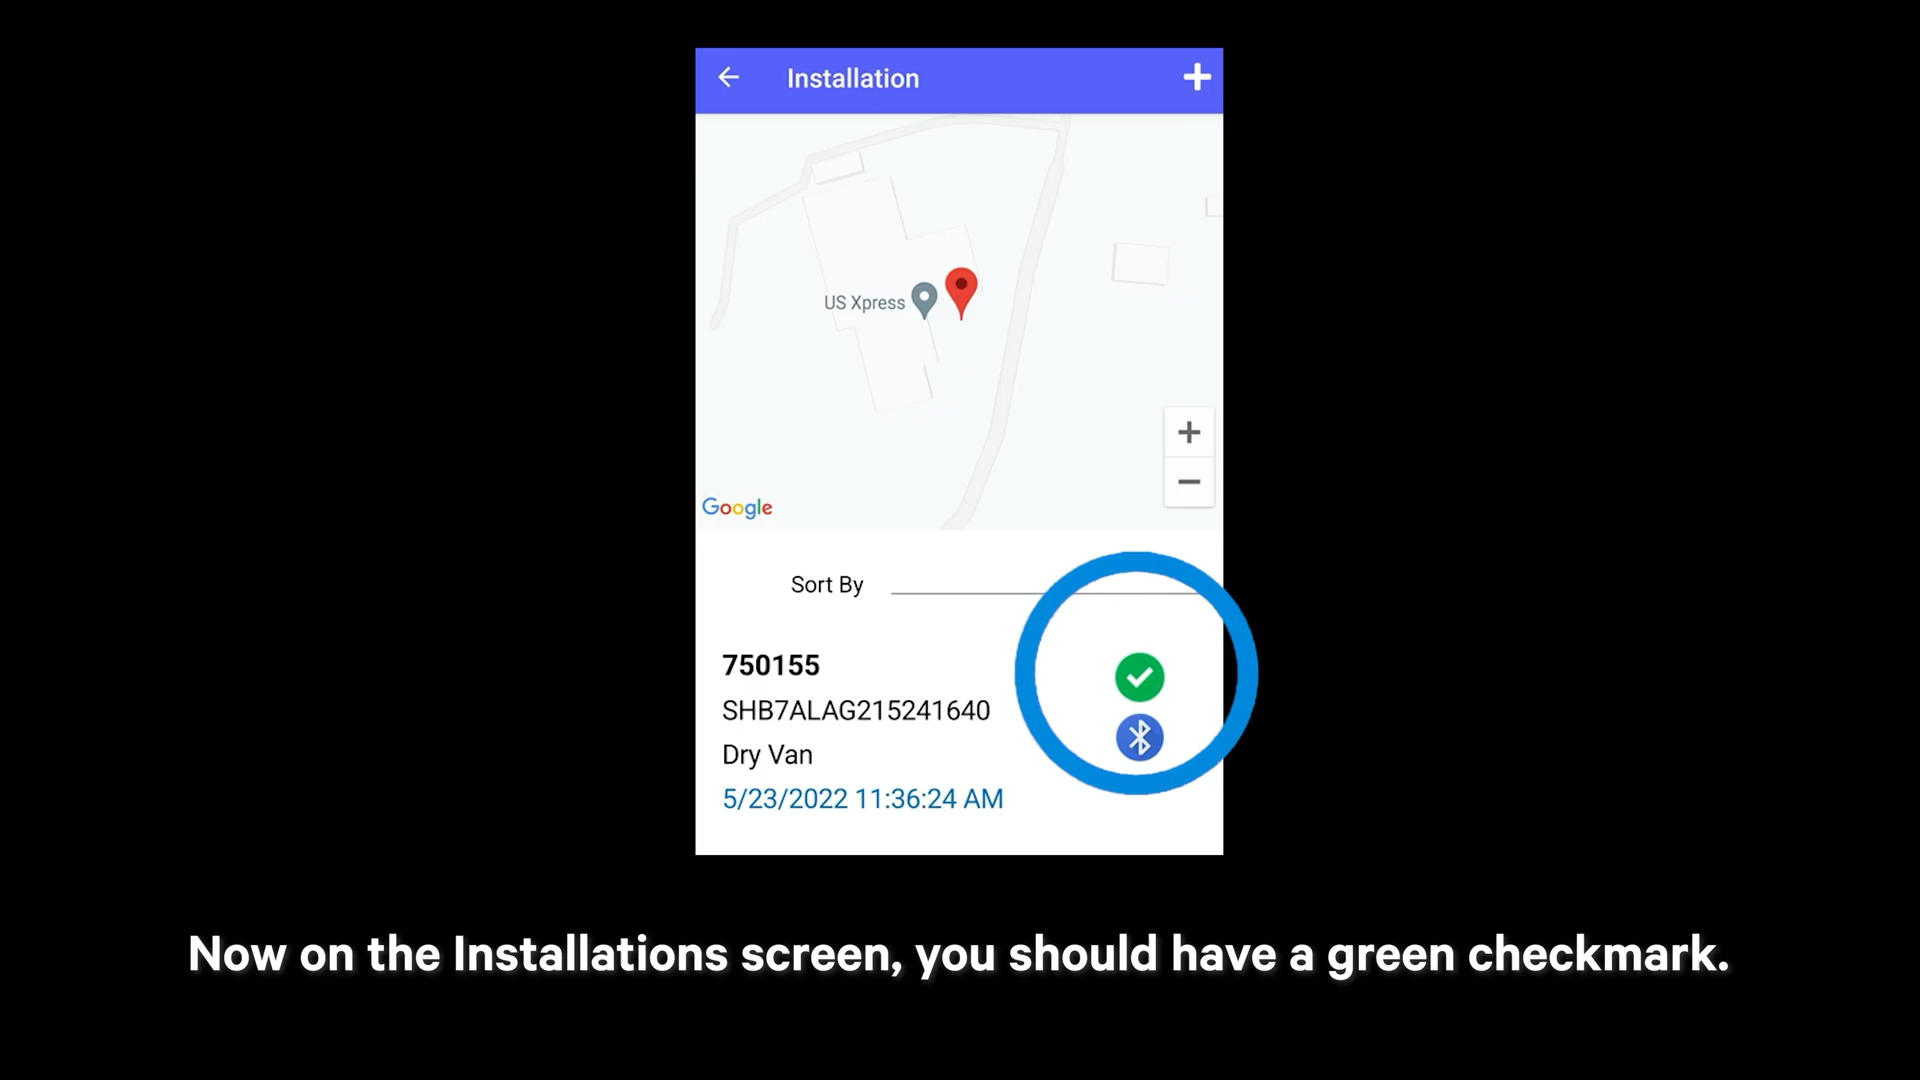 Installation
US Xpress
Google
Sort By
750155
SHB7ALAG215241640
Dry Van
5/23/2022 11:36:24 AM
Now on the Installations screen, you should have a green checkmark.